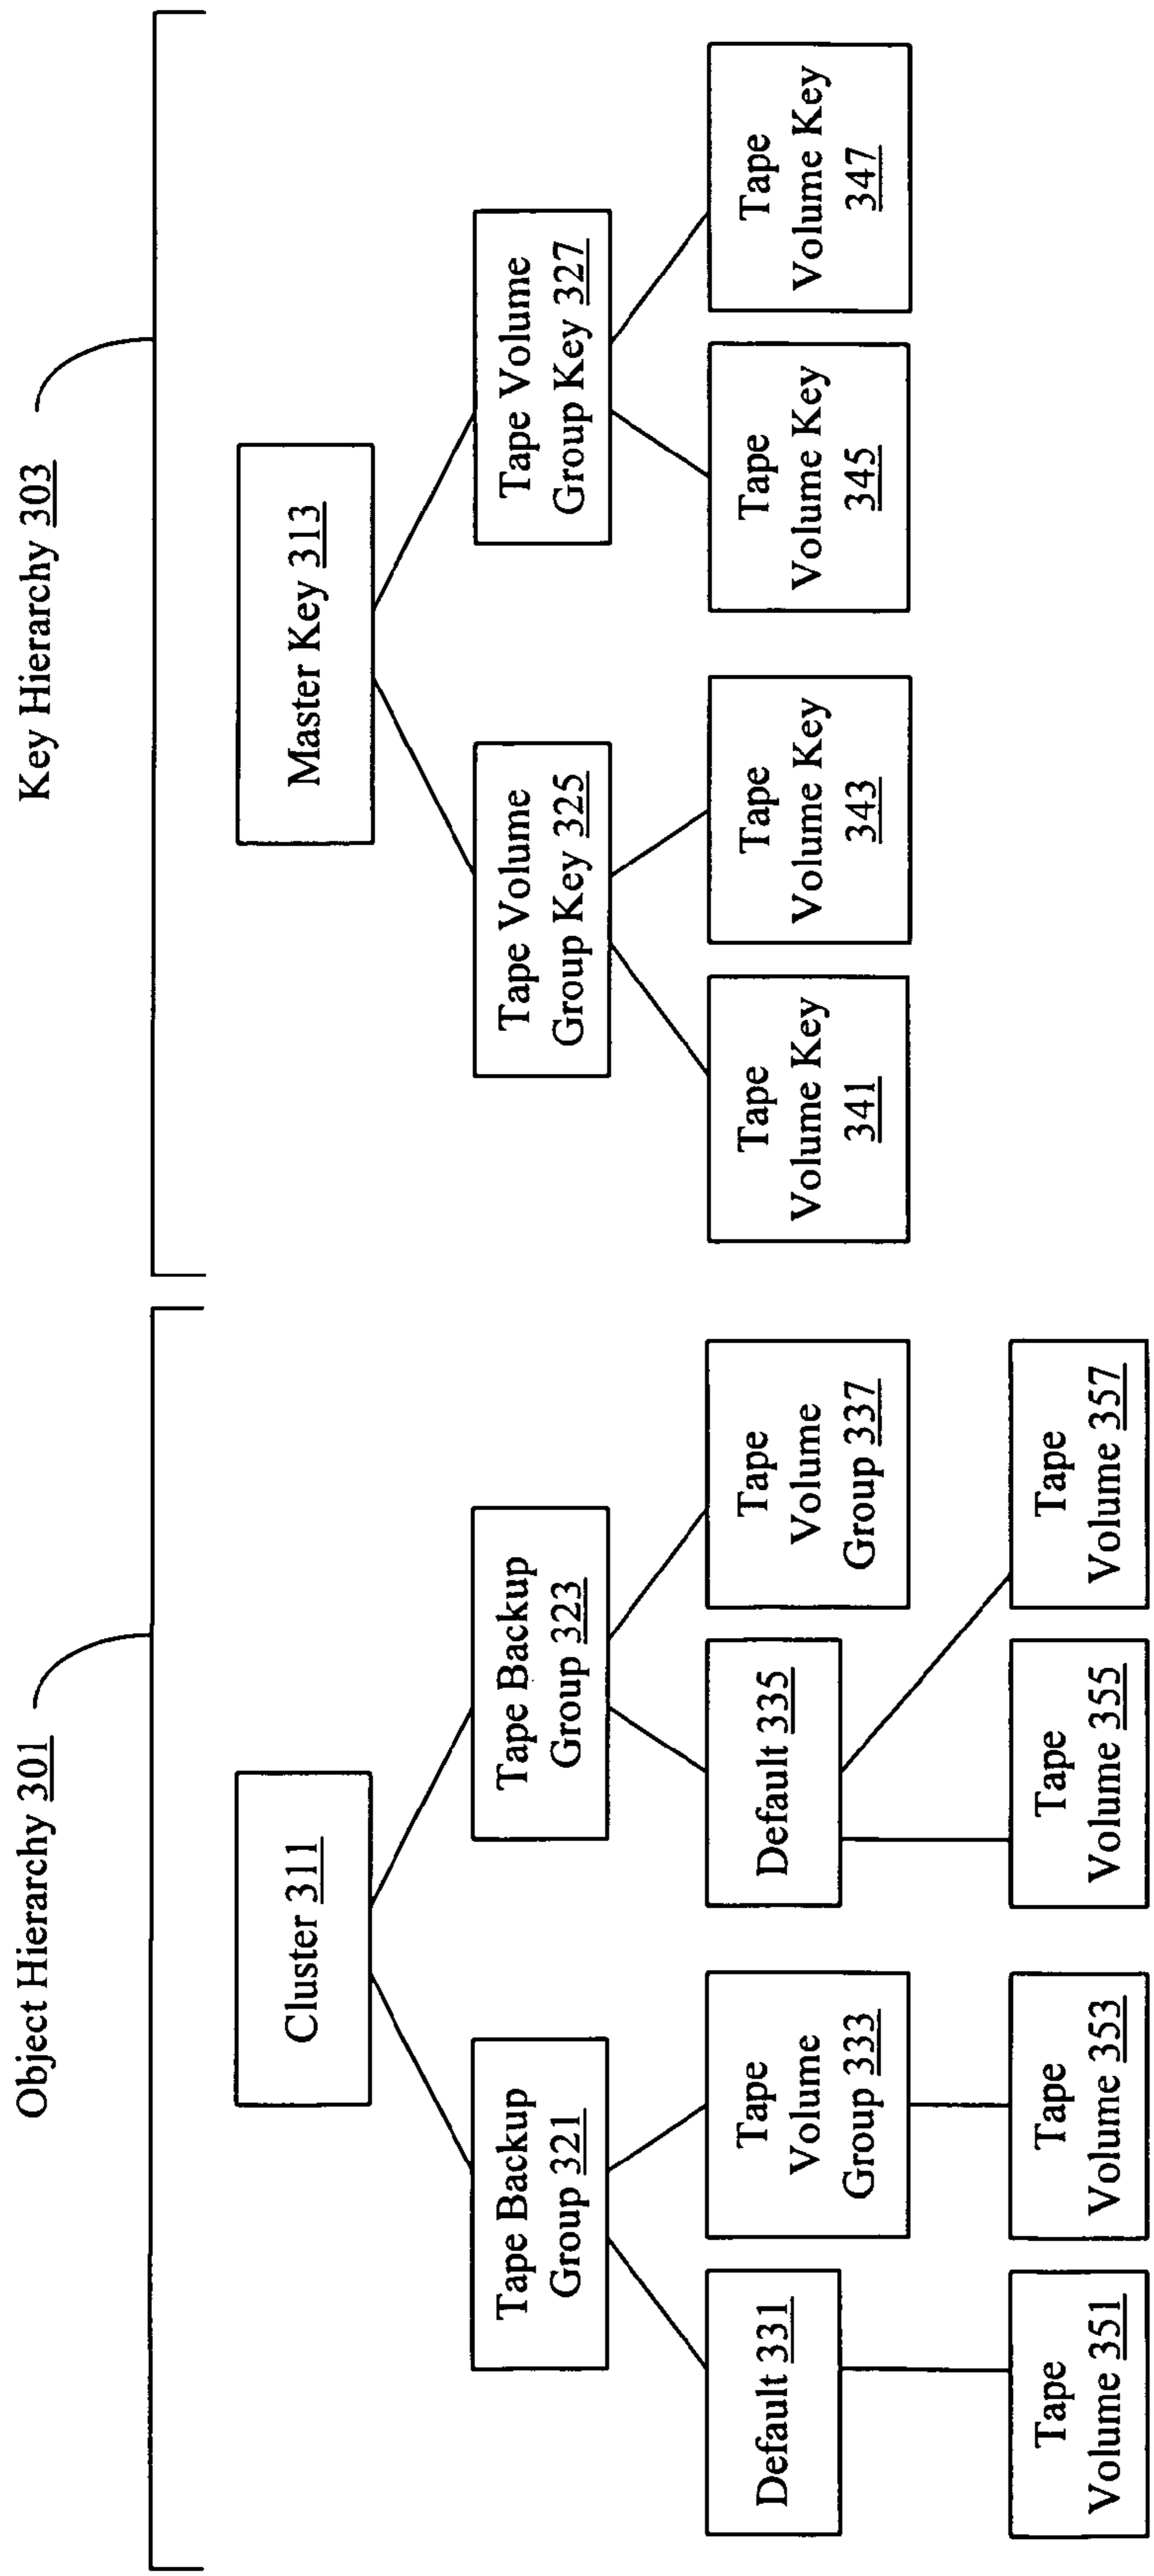 Object Hierarchy 301
Cluster 311
Tape Backup
Group 321
Tape Backup
Group 323
Default 331
Tape
Volume
Group 333
Default 335
Tape
Volume
Group 337
Tape
Volume 351
Tape
Volume 353
Tape
Volume 355
Tape
Volume 357
Key Hierarchy 303
Master Key 313
Tape Volume
Group Key 325
Tape Volume
Group Key 327
Tape
Volume Key
341
Tape
Volume Key
343
Tape
Volume Key
345
Tape
Volume Key
347